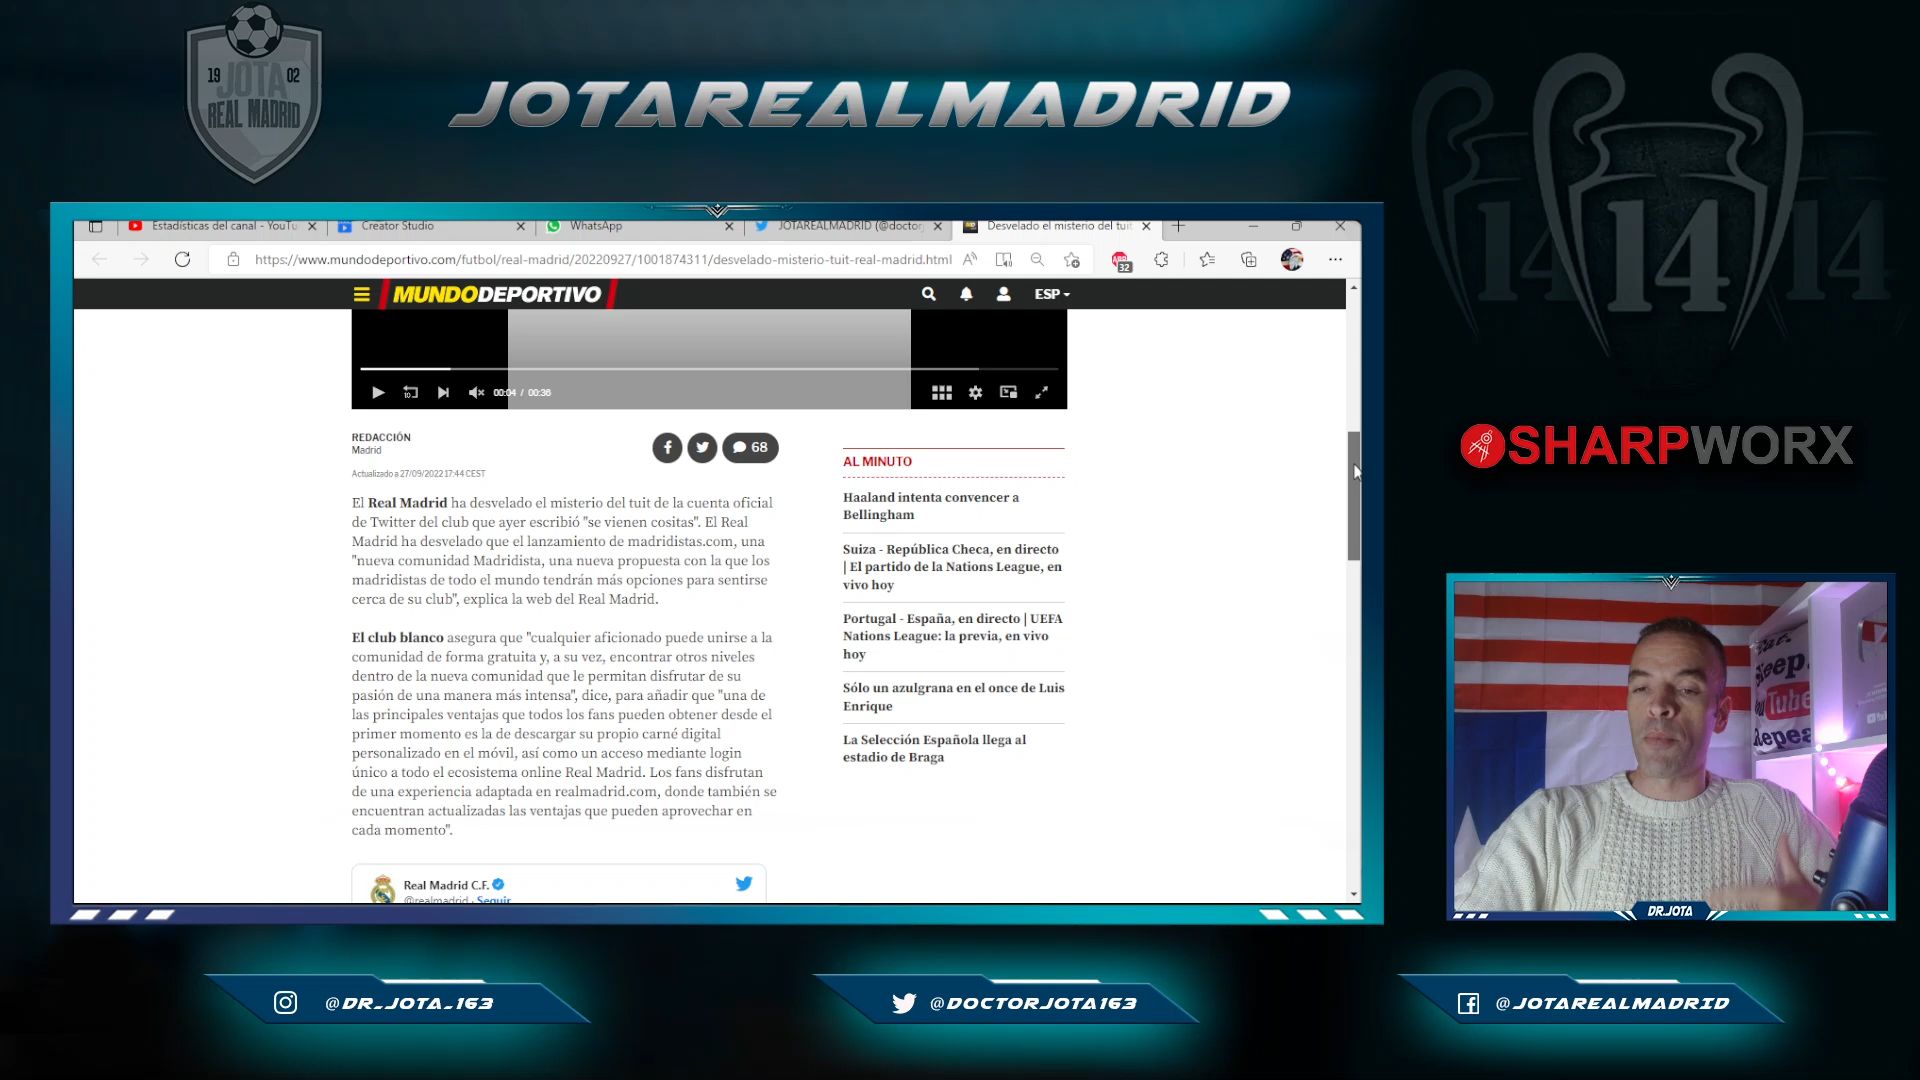 19 JOTA 02
REAL MADRID
JOTAREALMADRID
14 14 14
Estadísticas del canal - YouTu
Creator Studio
WhatsApp
JOTAREALMADRID (@doctorj
Desvelado el misterio del tuit
https://www.mundodeportivo.com/futbol/real-madrid/20220927/1001874311/desvelado-misterio-tuit-real-madrid.html
32
MUNDODEPORTIVO
ESP
00:04 / 00:36
REDACCIÓN
Madrid
68
Actualizado a 27/09/2022 17:44 CEST
El Real Madrid ha desvelado el misterio del tuit de la cuenta oficial
de Twitter del club que ayer escribió "se vienen cositas". El Real
Madrid ha desvelado que el lanzamiento de madridistas.com, una
"nueva comunidad Madridista, una nueva propuesta con la que los
madridistas de todo el mundo tendrán más opciones para sentirse
cerca de su club", explica la web del Real Madrid.
El club blanco asegura que "cualquier aficionado puede unirse a la
comunidad de forma gratuita y, a su vez, encontrar otros niveles
dentro de la nueva comunidad que le permitan disfrutar de su
pasión de una manera más intensa", dice, para añadir que "una de
las principales ventajas que todos los fans pueden obtener desde el
primer momento es la de descargar su propio carné digital
personalizado en el móvil, así como un acceso mediante login
único a todo el ecosistema online Real Madrid. Los fans disfrutan
de una experiencia adaptada en realmadrid.com, donde también se
encuentran actualizadas las ventajas que pueden aprovechar en
cada momento".
Real Madrid C.F.
@realmadrid · Seguir
AL MINUTO
Haaland intenta convencer a
Bellingham
Suiza - República Checa, en directo
| El partido de la Nations League, en
vivo hoy
Portugal - España, en directo | UEFA
Nations League: la previa, en vivo
hoy
Sólo un azulgrana en el once de Luis
Enrique
La Selección Española llega al
estadio de Braga
SHARPWORX
Eat.
Keep.
You Tube
Repeat
DR.JOTA
@DR_JOTA_163
@DOCTORJOTA163
@JOTAREALMADRID